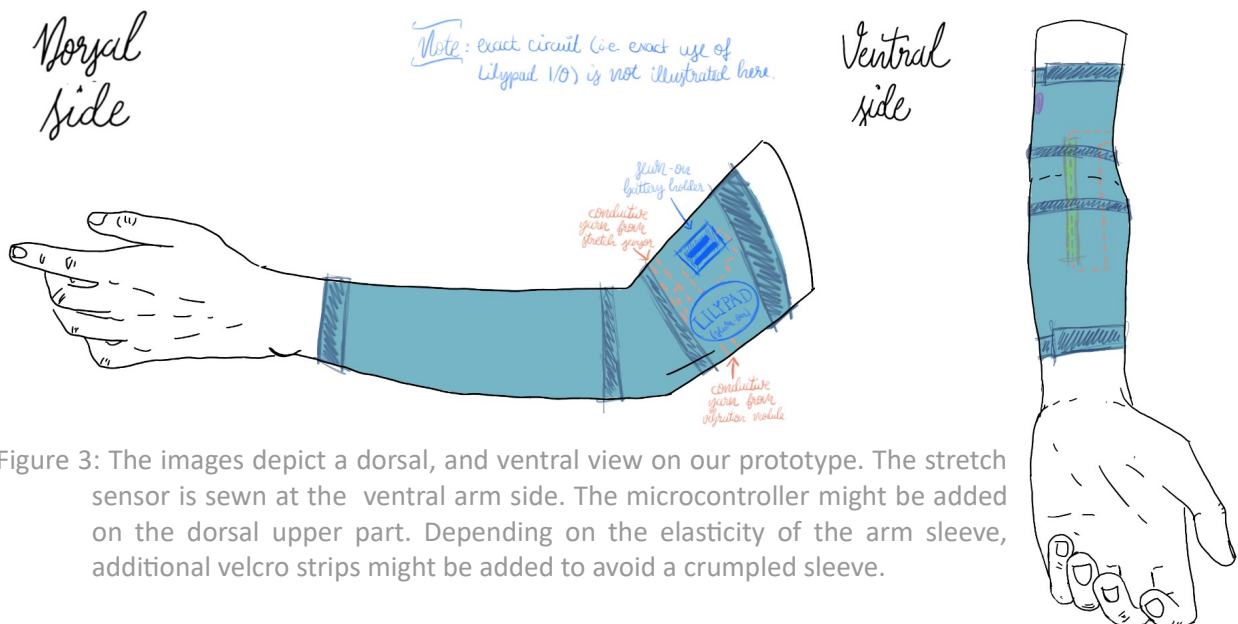 Dorsal
side
Note: exact circuit (i.e exact use of
Lilypad I/O) is not illustrated here.
Ventral
side
sewn-on
battery holder
conductive
yarn from
stretch sensor
LILYPAD
(sewn on)
conductive
yarn from
vibration module
Figure 3: The images depict a dorsal, and ventral view on our prototype. The stretch
sensor is sewn at the ventral arm side. The microcontroller might be added
on the dorsal upper part. Depending on the elasticity of the arm sleeve,
additional velcro strips might be added to avoid a crumpled sleeve.